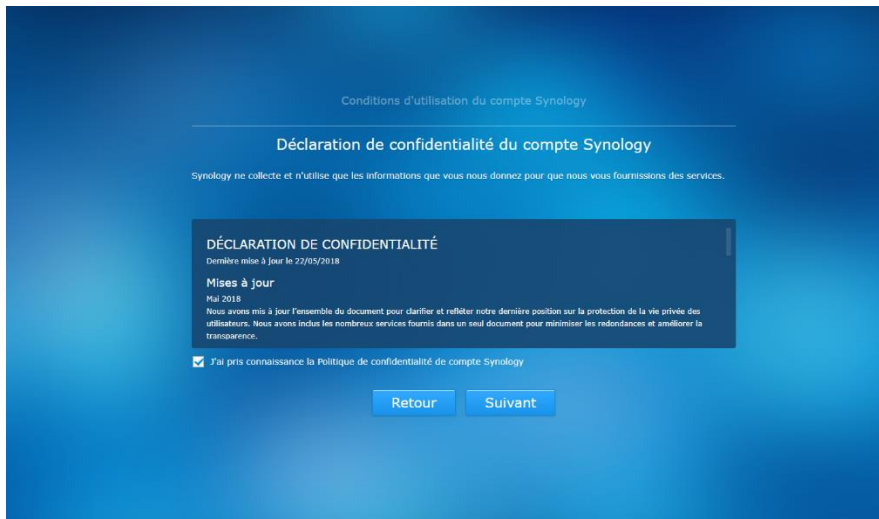 Conditions d'utilisation du compte Synology
Déclaration de confidentialité du compte Synology
Synology ne collecte et n'utilise que les informations que vous nous donnez pour que nous vous fournissions des services.
DÉCLARATION DE CONFIDENTIALITÉ
Dernière mise à jour le 22/05/2018
Mises à jour
Mai 2018
Nous avons mis à jour l'ensemble du document pour clarifier et refléter notre dernière position sur la protection de la vie privée des
utilisateurs. Nous avons inclus les nombreux services fournis dans un seul document pour minimiser les redondances et améliorer la
transparence.
J'ai pris connaissance la Politique de confidentialité de compte Synology
Retour Suivant